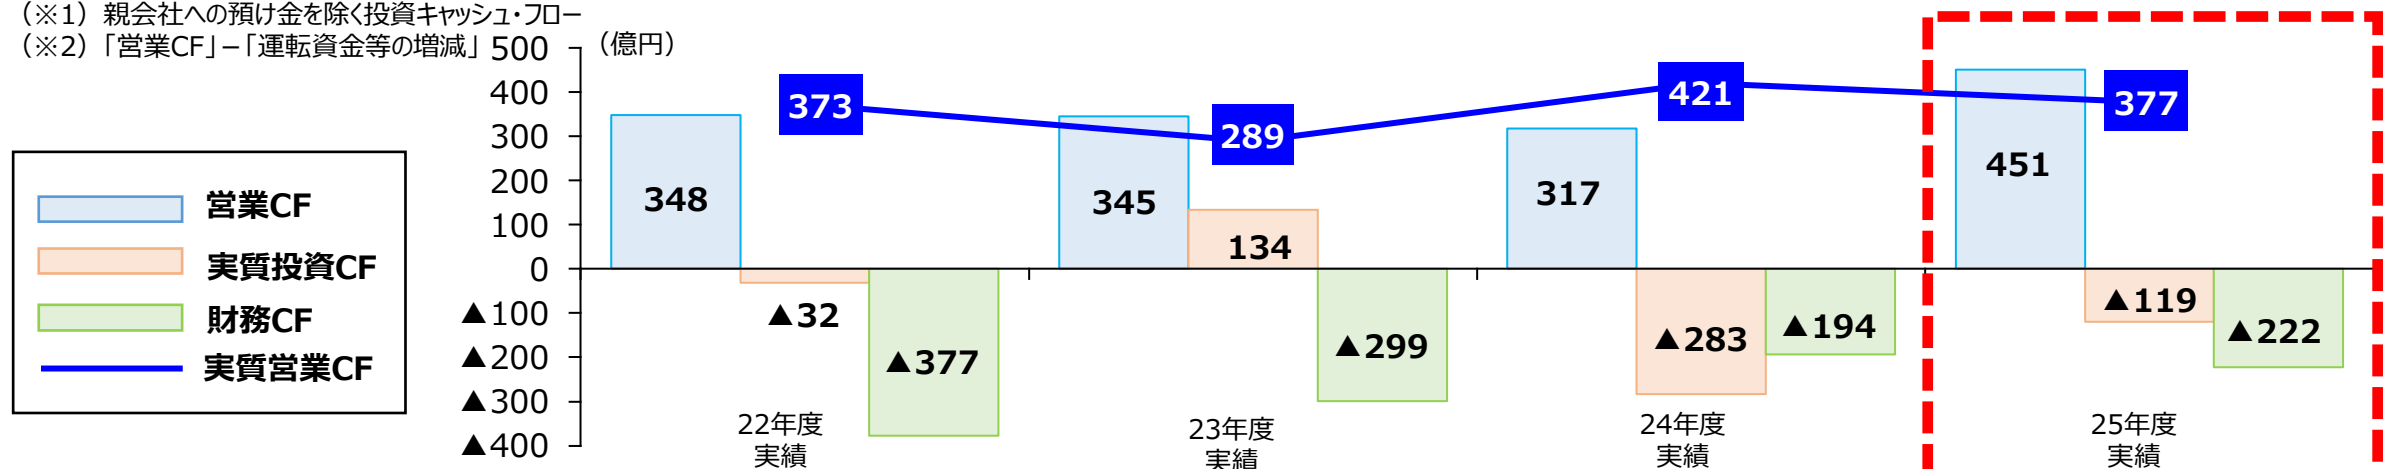 （※1）親会社への預け金を除く投資キャッシュ・フロー
（※2）「営業CF」－「運転資金等の増減」
（億円）
500
400
300
200
100
0
▲100
▲200
▲300
▲400
営業CF
実質投資CF
財務CF
実質営業CF
373
289
421
377
348
345
317
451
▲32
134
▲283
▲119
▲377
▲299
▲194
▲222
22年度
実績
23年度
実績
24年度
実績
25年度
実績